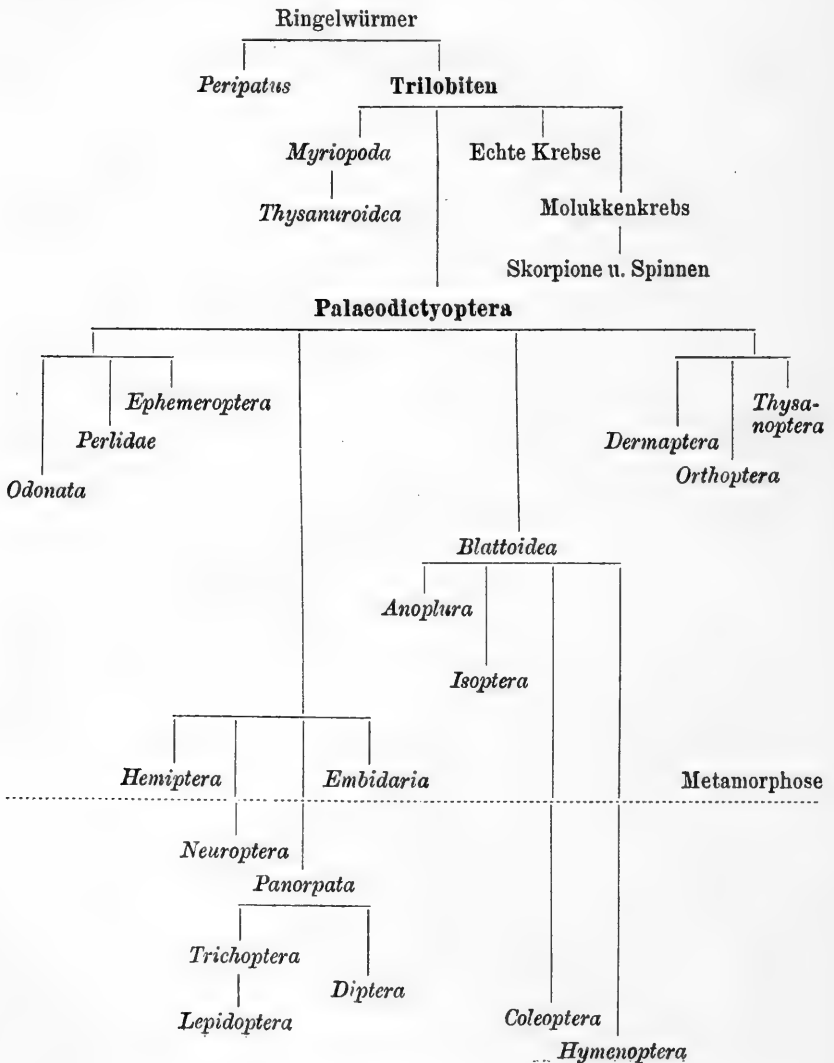 Ringelwürmer
Peripatus
Trilobiten
Myriopoda
Echte Krebse
Thysanuroidea
Molukkenkrebs
Skorpione u. Spinnen
Palaeodictyoptera
Ephemeroptera
Thysa-
noptera
Perlidae
Dermaptera
Orthoptera
Odonata
Blattoidea
Anoplura
Isoptera
Hemiptera
Embidaria
Metamorphose
Neuroptera
Panorpata
Trichoptera
Diptera
Lepidoptera
Coleoptera
Hymenoptera